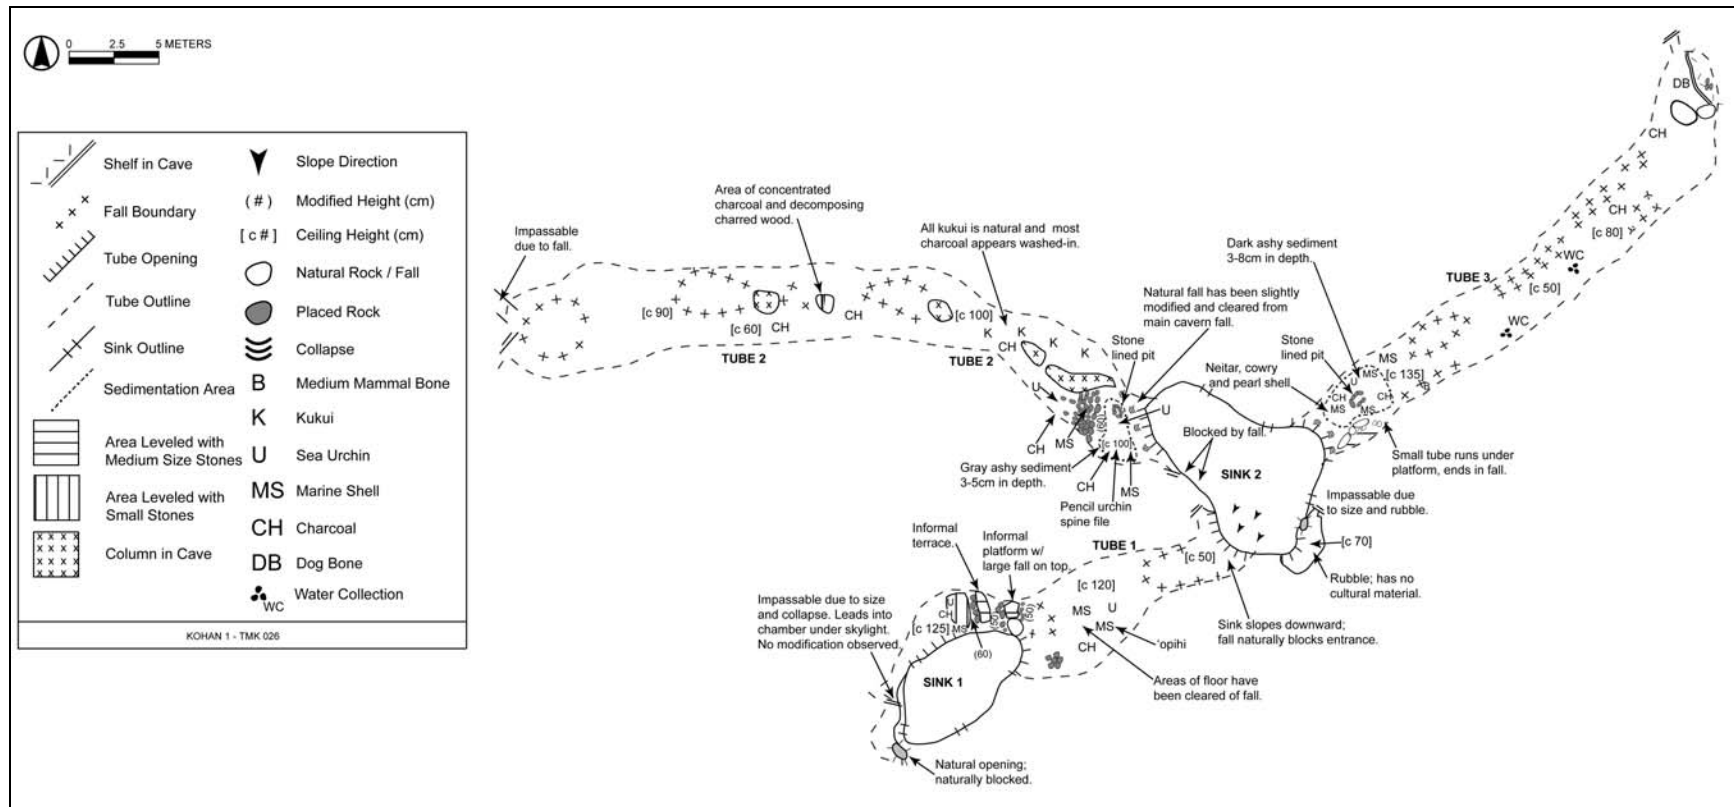 0 2.5 5 METERS
Shelf in Cave
Fall Boundary
Tube Opening
Tube Outline
Sink Outline
Sedimentation Area
Area Leveled with
Medium Size Stones
Area Leveled with
Small Stones
Column in Cave
Slope Direction
( # ) Modified Height (cm)
[ c # ] Ceiling Height (cm)
Natural Rock / Fall
Placed Rock
Collapse
B Medium Mammal Bone
K Kukui
U Sea Urchin
MS Marine Shell
CH Charcoal
DB Dog Bone
WC Water Collection
KOHAN 1 - TMK 026
Impassable
due to fall.
Area of concentrated
charcoal and decomposing
charred wood.
All kukui is natural and most
charcoal appears washed-in.
[c 90]
[c 60] CH
CH
[c 100]
TUBE 2
TUBE 2
K K K
CH K
U
CH
MS
Stone
lined pit
Natural fall has been slightly
modified and cleared from
main cavern fall.
U
(60)
[c 100]
Gray ashy sediment
3-5cm in depth.
CH
MS
Pencil urchin
spine file
Dark ashy sediment
3-8cm in depth.
Stone
lined pit
Neitar, cowry
and pearl shell
MS
U MS
[c 135]
CH
MS
CH
MS
B
Blocked by fall.
SINK 2
Small tube runs under
platform, ends in fall.
TUBE 3
WC
[c 50]
WC
[c 80]
CH
CH
DB
Impassable due
to size and rubble.
[c 70]
Rubble; has no
cultural material.
Sink slopes downward;
fall naturally blocks entrance.
TUBE 1
[c 50]
[c 120]
MS U
MS
'opihi
CH
Areas of floor have
been cleared of fall.
Informal
terrace.
Informal
platform w/
large fall on top.
(50)
(50)
(60)
U
CH
MS
[c 125]
Impassable due to size
and collapse. Leads into
chamber under skylight.
No modification observed.
SINK 1
Natural opening;
naturally blocked.